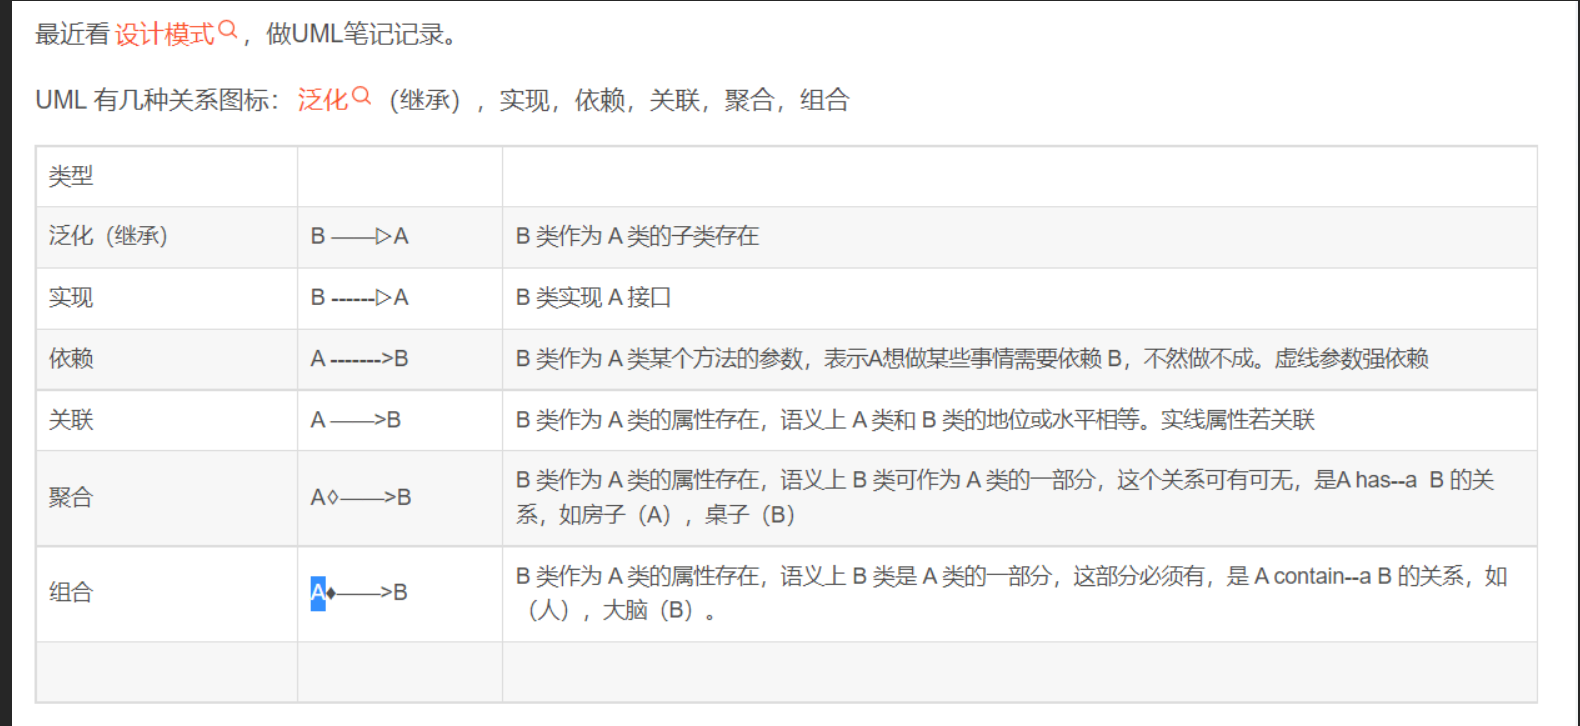 最近看 设计模式，做UML笔记记录。
UML 有几种关系图标： 泛化 （继承），实现，依赖，关联，聚合，组合
类型
泛化（继承） B ——▷A B 类作为 A 类的子类存在
实现 B ------▷A B 类实现 A 接口
依赖 A ------->B B 类作为 A 类某个方法的参数，表示A想做某些事情需要依赖 B，不然做不成。虚线参数强依赖
关联 A ——>B B 类作为 A 类的属性存在，语义上 A 类和 B 类的地位或水平相等。实线属性若关联
聚合 A◊——>B B 类作为 A 类的属性存在，语义上 B 类可作为 A 类的一部分，这个关系可有可无，是A has--a B 的关
系，如房子（A），桌子（B）
组合 A♦——>B B 类作为 A 类的属性存在，语义上 B 类是 A 类的一部分，这部分必须有，是 A contain--a B 的关系，如
（人），大脑（B）。